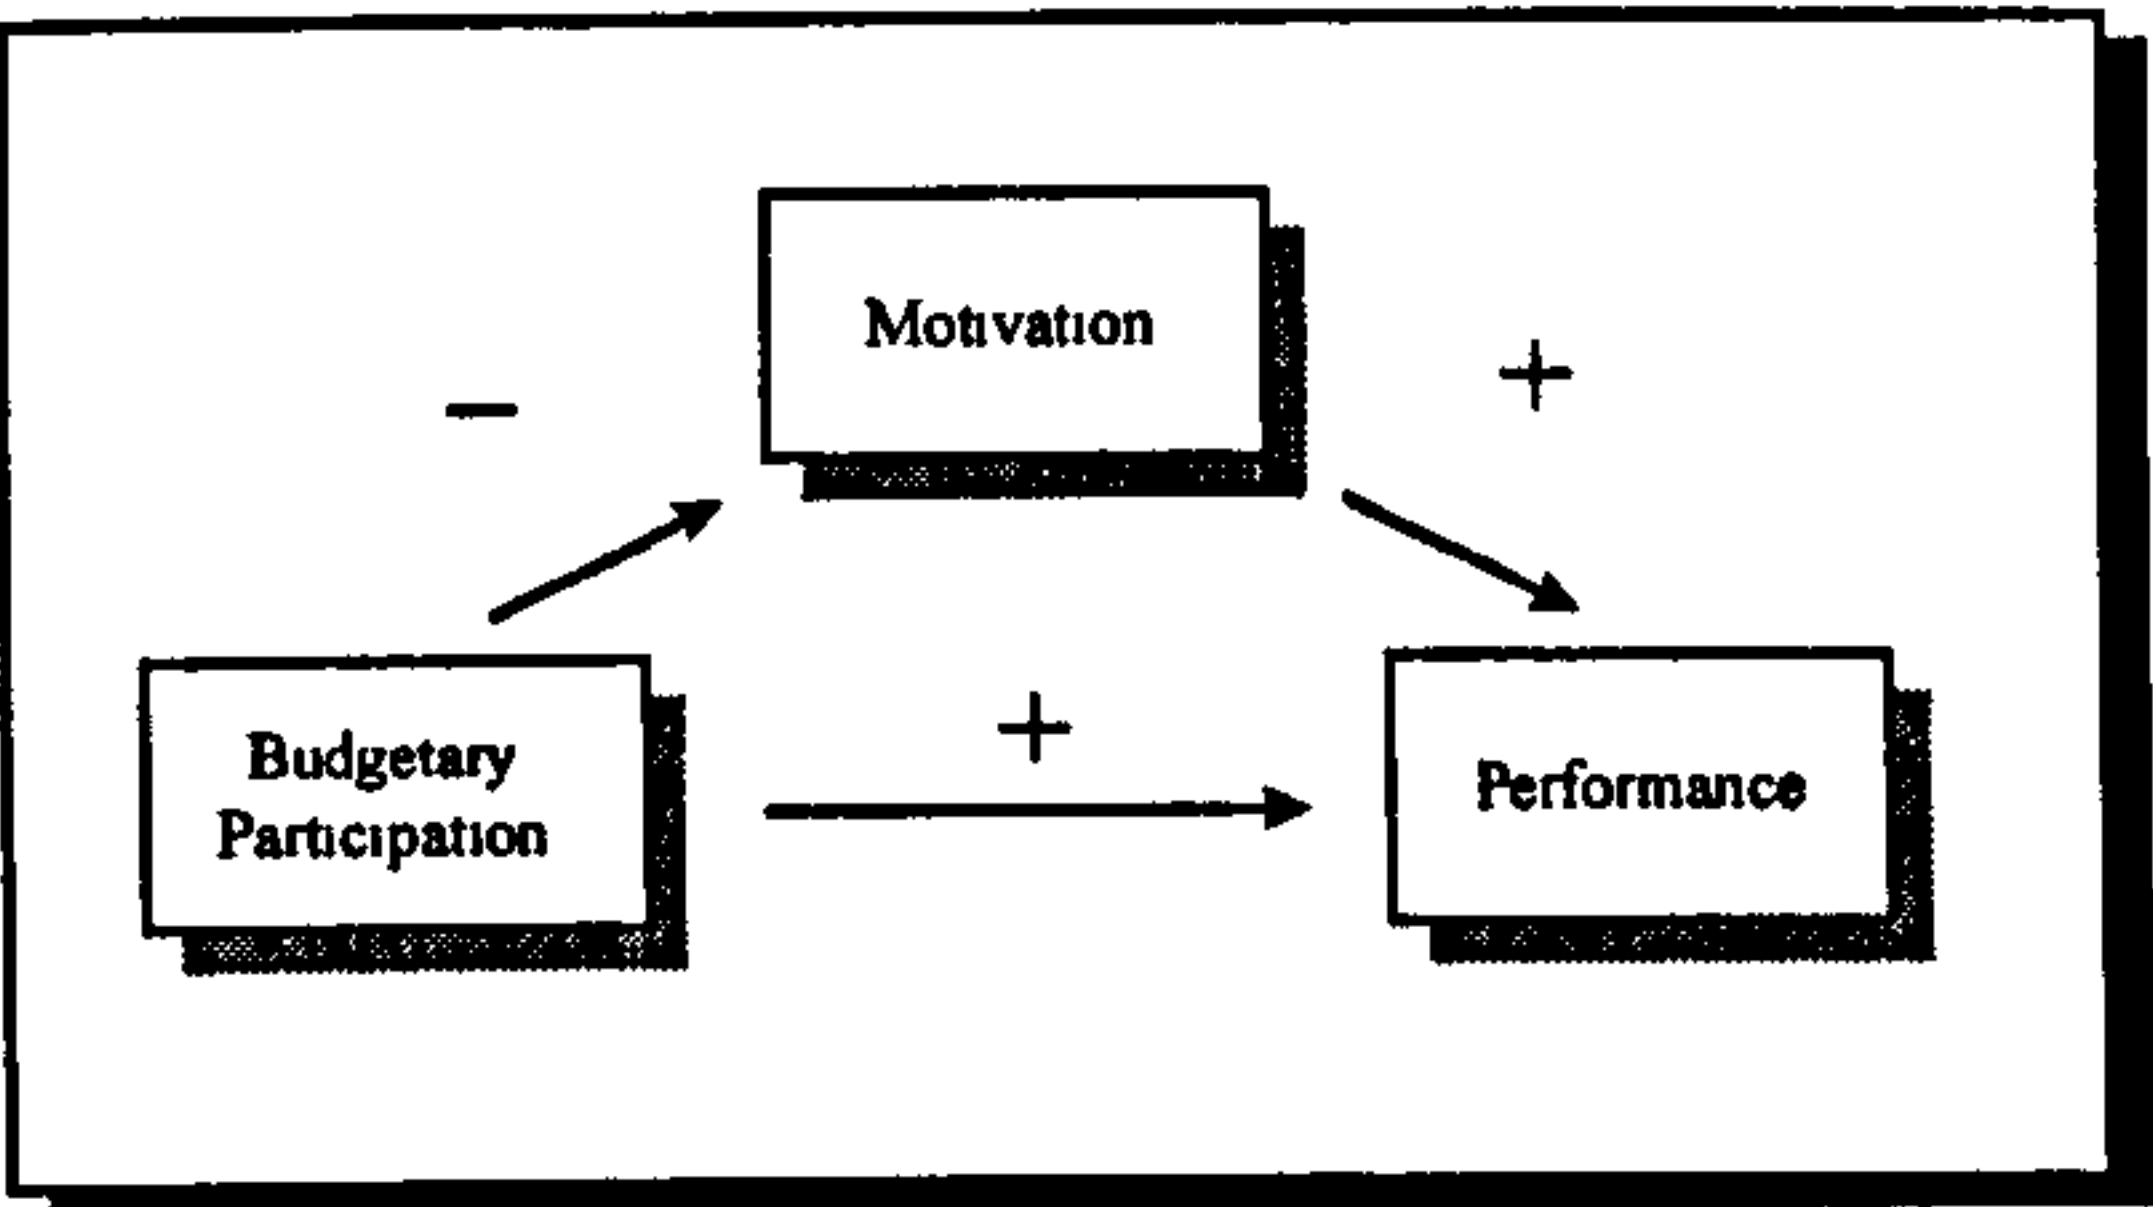 Motivation
−
+
Budgetary
Participation
+
Performance